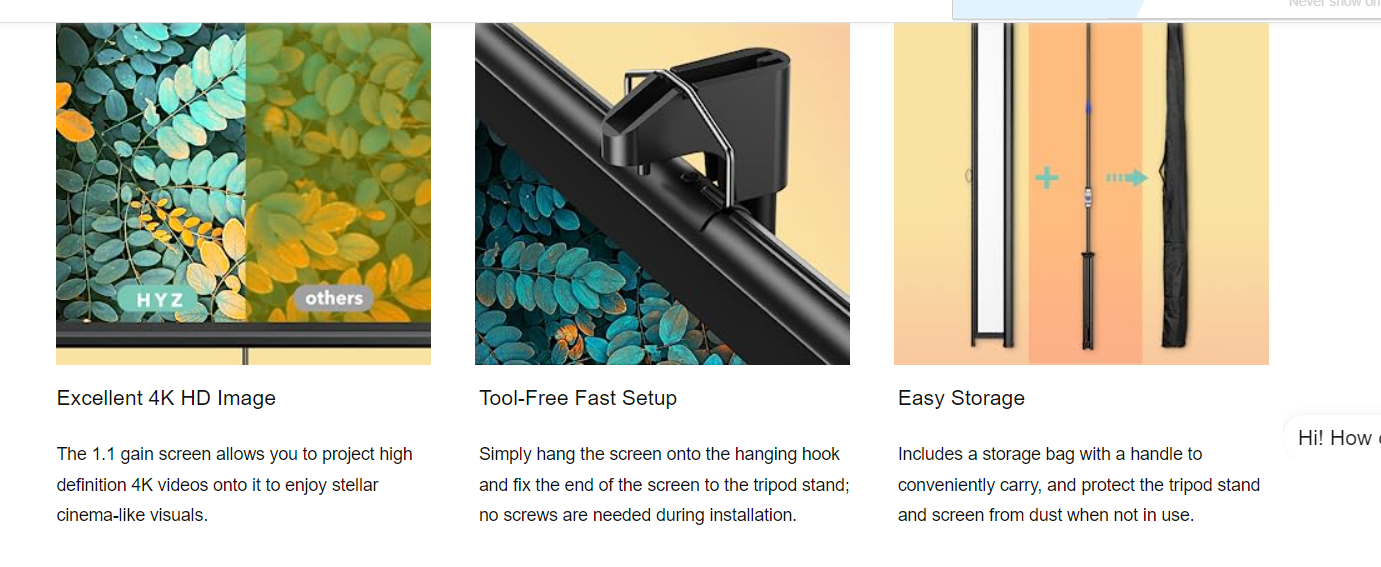 Never show on
HYZ
others
Excellent 4K HD Image
The 1.1 gain screen allows you to project high
definition 4K videos onto it to enjoy stellar
cinema-like visuals.
Tool-Free Fast Setup
Simply hang the screen onto the hanging hook
and fix the end of the screen to the tripod stand;
no screws are needed during installation.
Easy Storage
Includes a storage bag with a handle to
conveniently carry, and protect the tripod stand
and screen from dust when not in use.
Hi! How